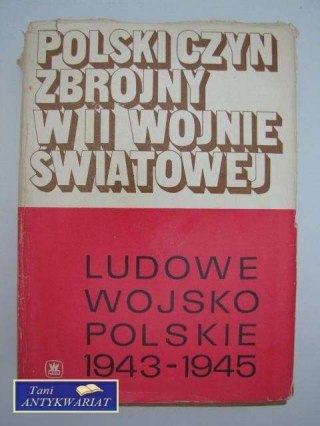 POLSKI CZYN
ZBROJNY
W II WOJNIE
ŚWIATOWEJ
LUDOWE
WOJSKO
POLSKIE
1943-1945
Tani
ANTYKWARIAT